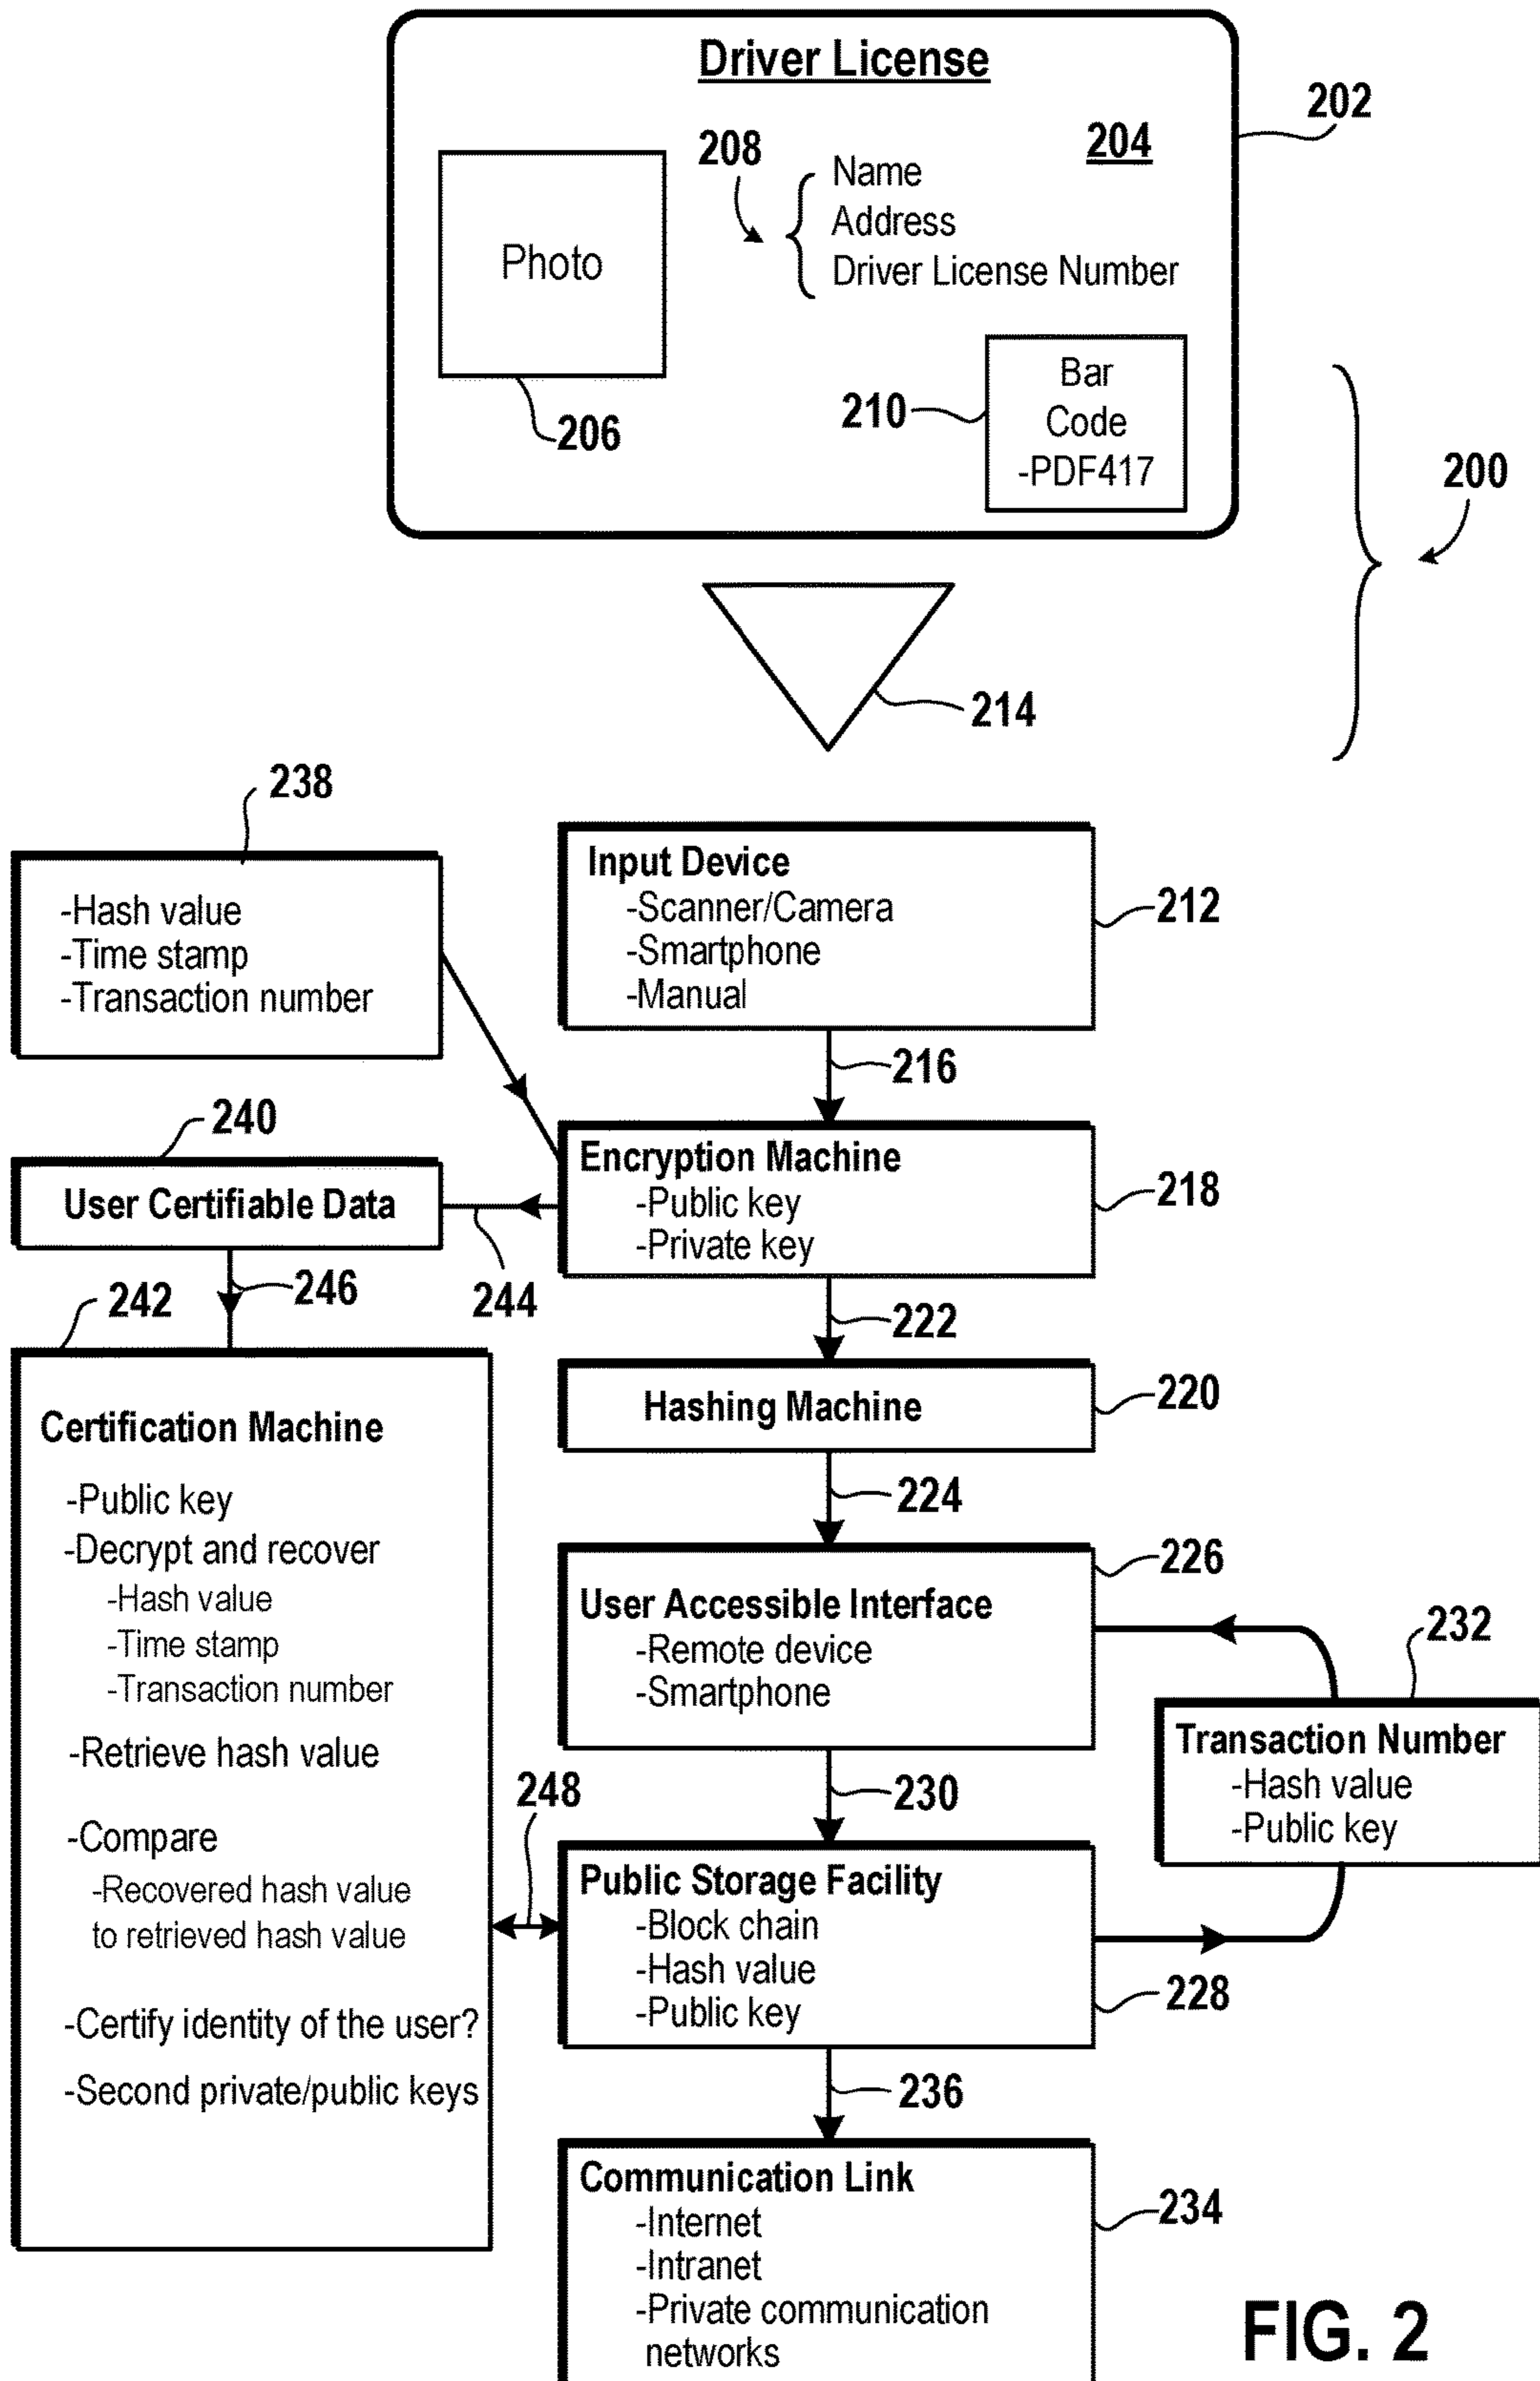 Driver License
202
204
208
Name
Address
Driver License Number
Photo
206
210
Bar
Code
-PDF417
200
214
238
-Hash value
-Time stamp
-Transaction number
Input Device
-Scanner/Camera
-Smartphone
-Manual
212
216
240
User Certifiable Data
244
Encryption Machine
-Public key
-Private key
218
246
242
222
Hashing Machine
220
224
Certification Machine
-Public key
-Decrypt and recover
-Hash value
-Time stamp
-Transaction number
-Retrieve hash value
-Compare
-Recovered hash value
to retrieved hash value
-Certify identity of the user?
-Second private/public keys
User Accessible Interface
-Remote device
-Smartphone
226
232
Transaction Number
-Hash value
-Public key
230
248
Public Storage Facility
-Block chain
-Hash value
-Public key
228
236
Communication Link
-Internet
-Intranet
-Private communication
networks
234
FIG. 2